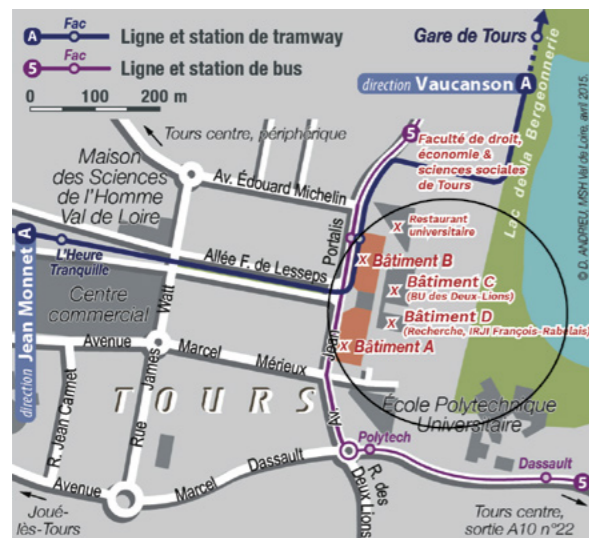 Fac
A Ligne et station de tramway
Fac
5 Ligne et station de bus
0 100 200 m
Gare de Tours
direction Vaucanson A
Tours centre, périphérique
5
Faculté de droit,
économie &
sciences sociales
de Tours
Lac de la Bergeonnerie
© D. ANDRIEU, MSH Val de Loire, avril 2015.
Maison
des Sciences
de l'Homme
Val de Loire
Av. Édouard Michelin
Portalis
X Restaurant
universitaire
A
L'Heure
Tranquille
Allée F. de Lesseps
X Bâtiment B
X Bâtiment C
(BU des Deux-Lions)
Centre
commercial
Watt
X Bâtiment D
(Recherche, IRJI François-Rabelais)
direction Jean Monnet
Avenue Marcel Mérieux
Jean
X Bâtiment A
James
TOURS
R. Jean Carmet
Rue
Av.
École Polytechnique
Universitaire
Polytech
Dassault
5
Avenue Marcel Dassault
R. des
Deux Lions
Joué-
lès-Tours
Tours centre,
sortie A10 n°22